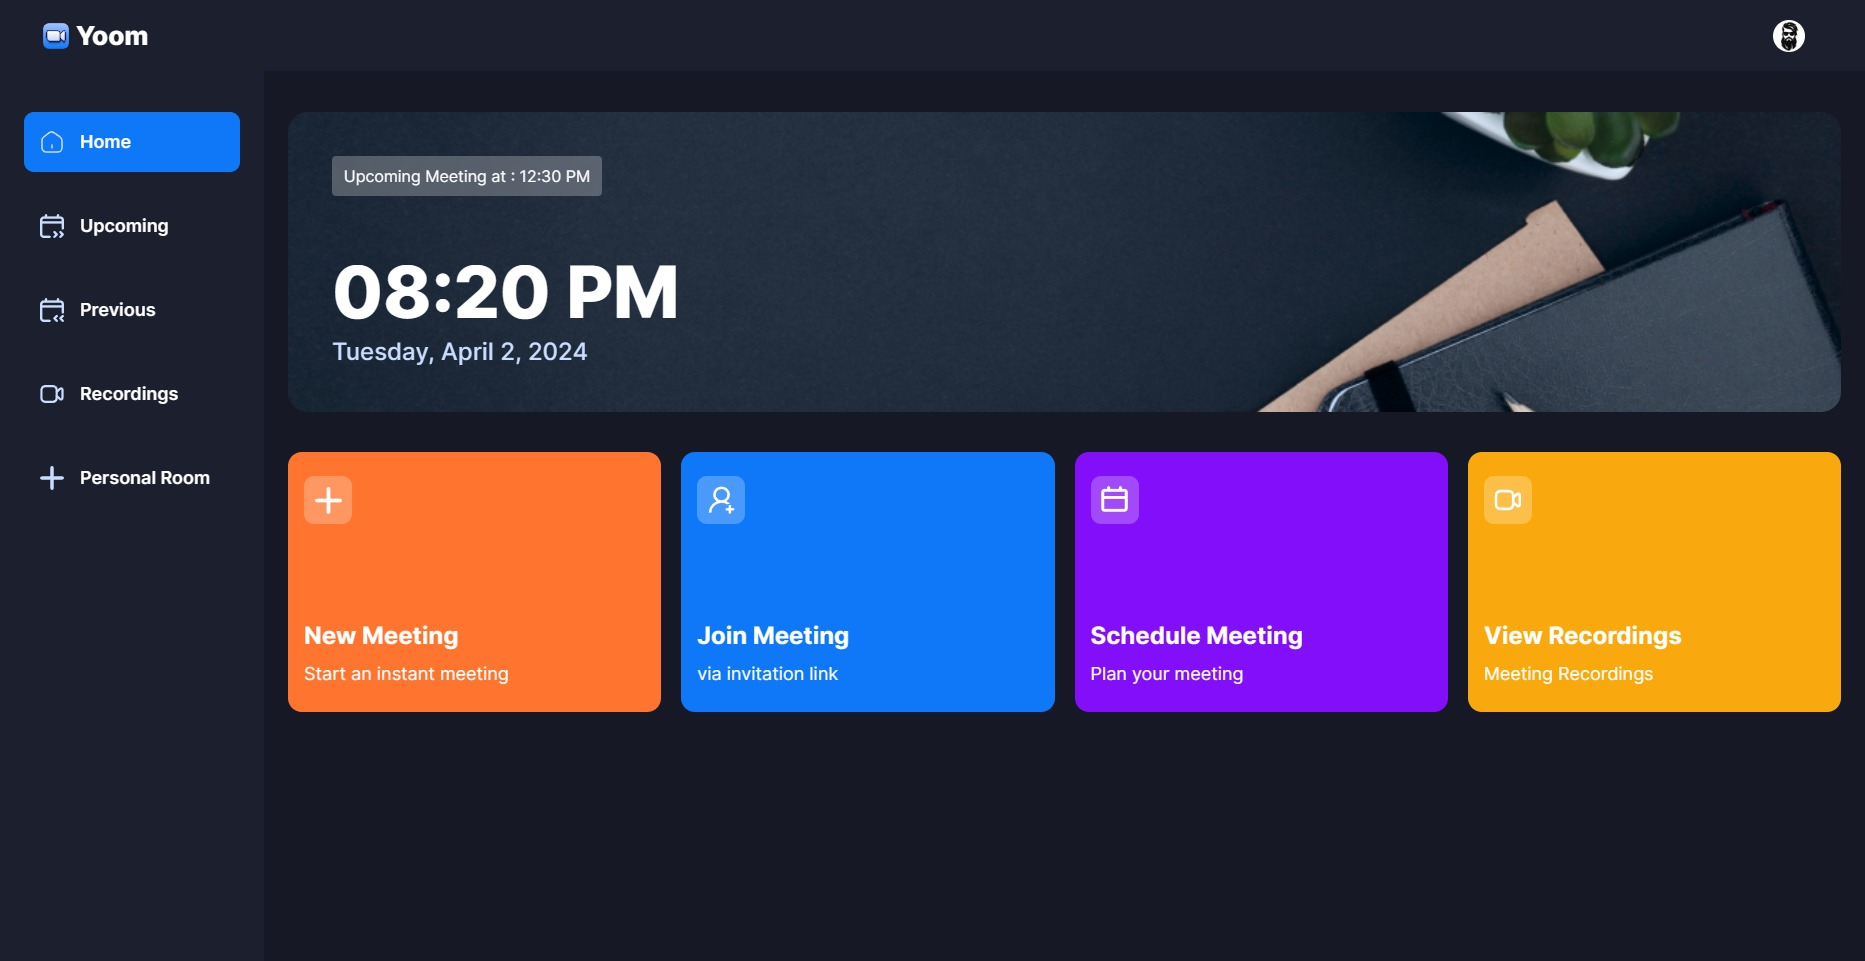 Yoom
Home
Upcoming
Previous
Recordings
Personal Room
Upcoming Meeting at : 12:30 PM
08:20 PM
Tuesday, April 2, 2024
New Meeting
Start an instant meeting
Join Meeting
via invitation link
Schedule Meeting
Plan your meeting
View Recordings
Meeting Recordings